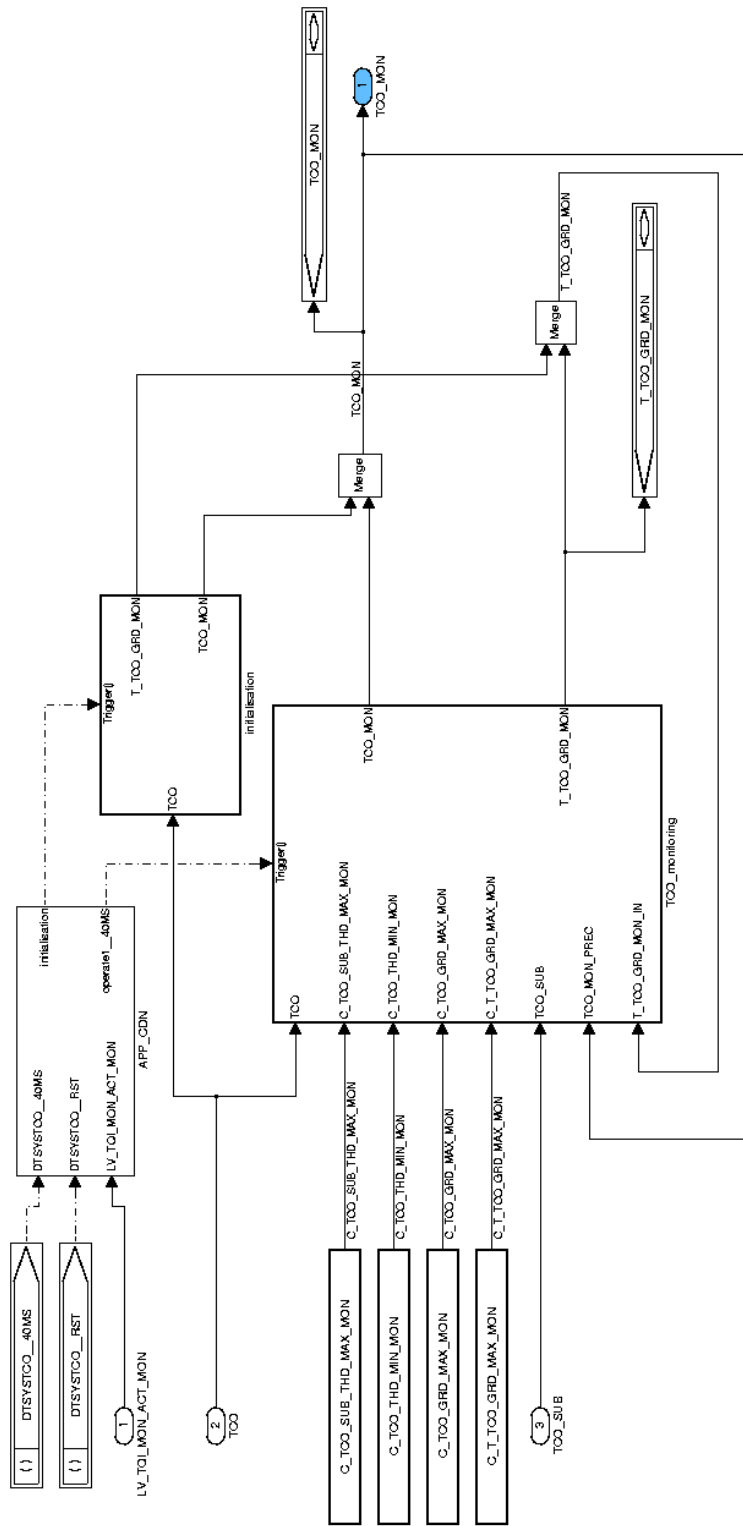 ( )
DTSYSTCO__40MS
( )
DTSYSTCO__RST
1
LV_TQI_MON_ACT_MON
DTSYSTCO__40MS
DTSYSTCO__RST
LV_TQI_MON_ACT_MON
initialisation
operate1__40MS
APP_CDN
2
TCO
Trigger()
TCO
T_TCO_GRD_MON
TCO_MON
initialisation
C_TCO_SUB_THD_MAX_MON
C_TCO_SUB_THD_MAX_MON
C_TCO_THD_MIN_MON
C_TCO_THD_MIN_MON
C_TCO_GRD_MAX_MON
C_TCO_GRD_MAX_MON
C_T_TCO_GRD_MAX_MON
C_T_TCO_GRD_MAX_MON
3
TCO_SUB
Trigger()
TCO
C_TCO_SUB_THD_MAX_MON
C_TCO_THD_MIN_MON
C_TCO_GRD_MAX_MON
C_T_TCO_GRD_MAX_MON
TCO_SUB
TCO_MON_PREC
T_TCO_GRD_MON_IN
TCO_MON
T_TCO_GRD_MON
TCO_monitoring
Merge
TCO_MON
TCO_MON
1
TCO_MON
Merge
T_TCO_GRD_MON
T_TCO_GRD_MON